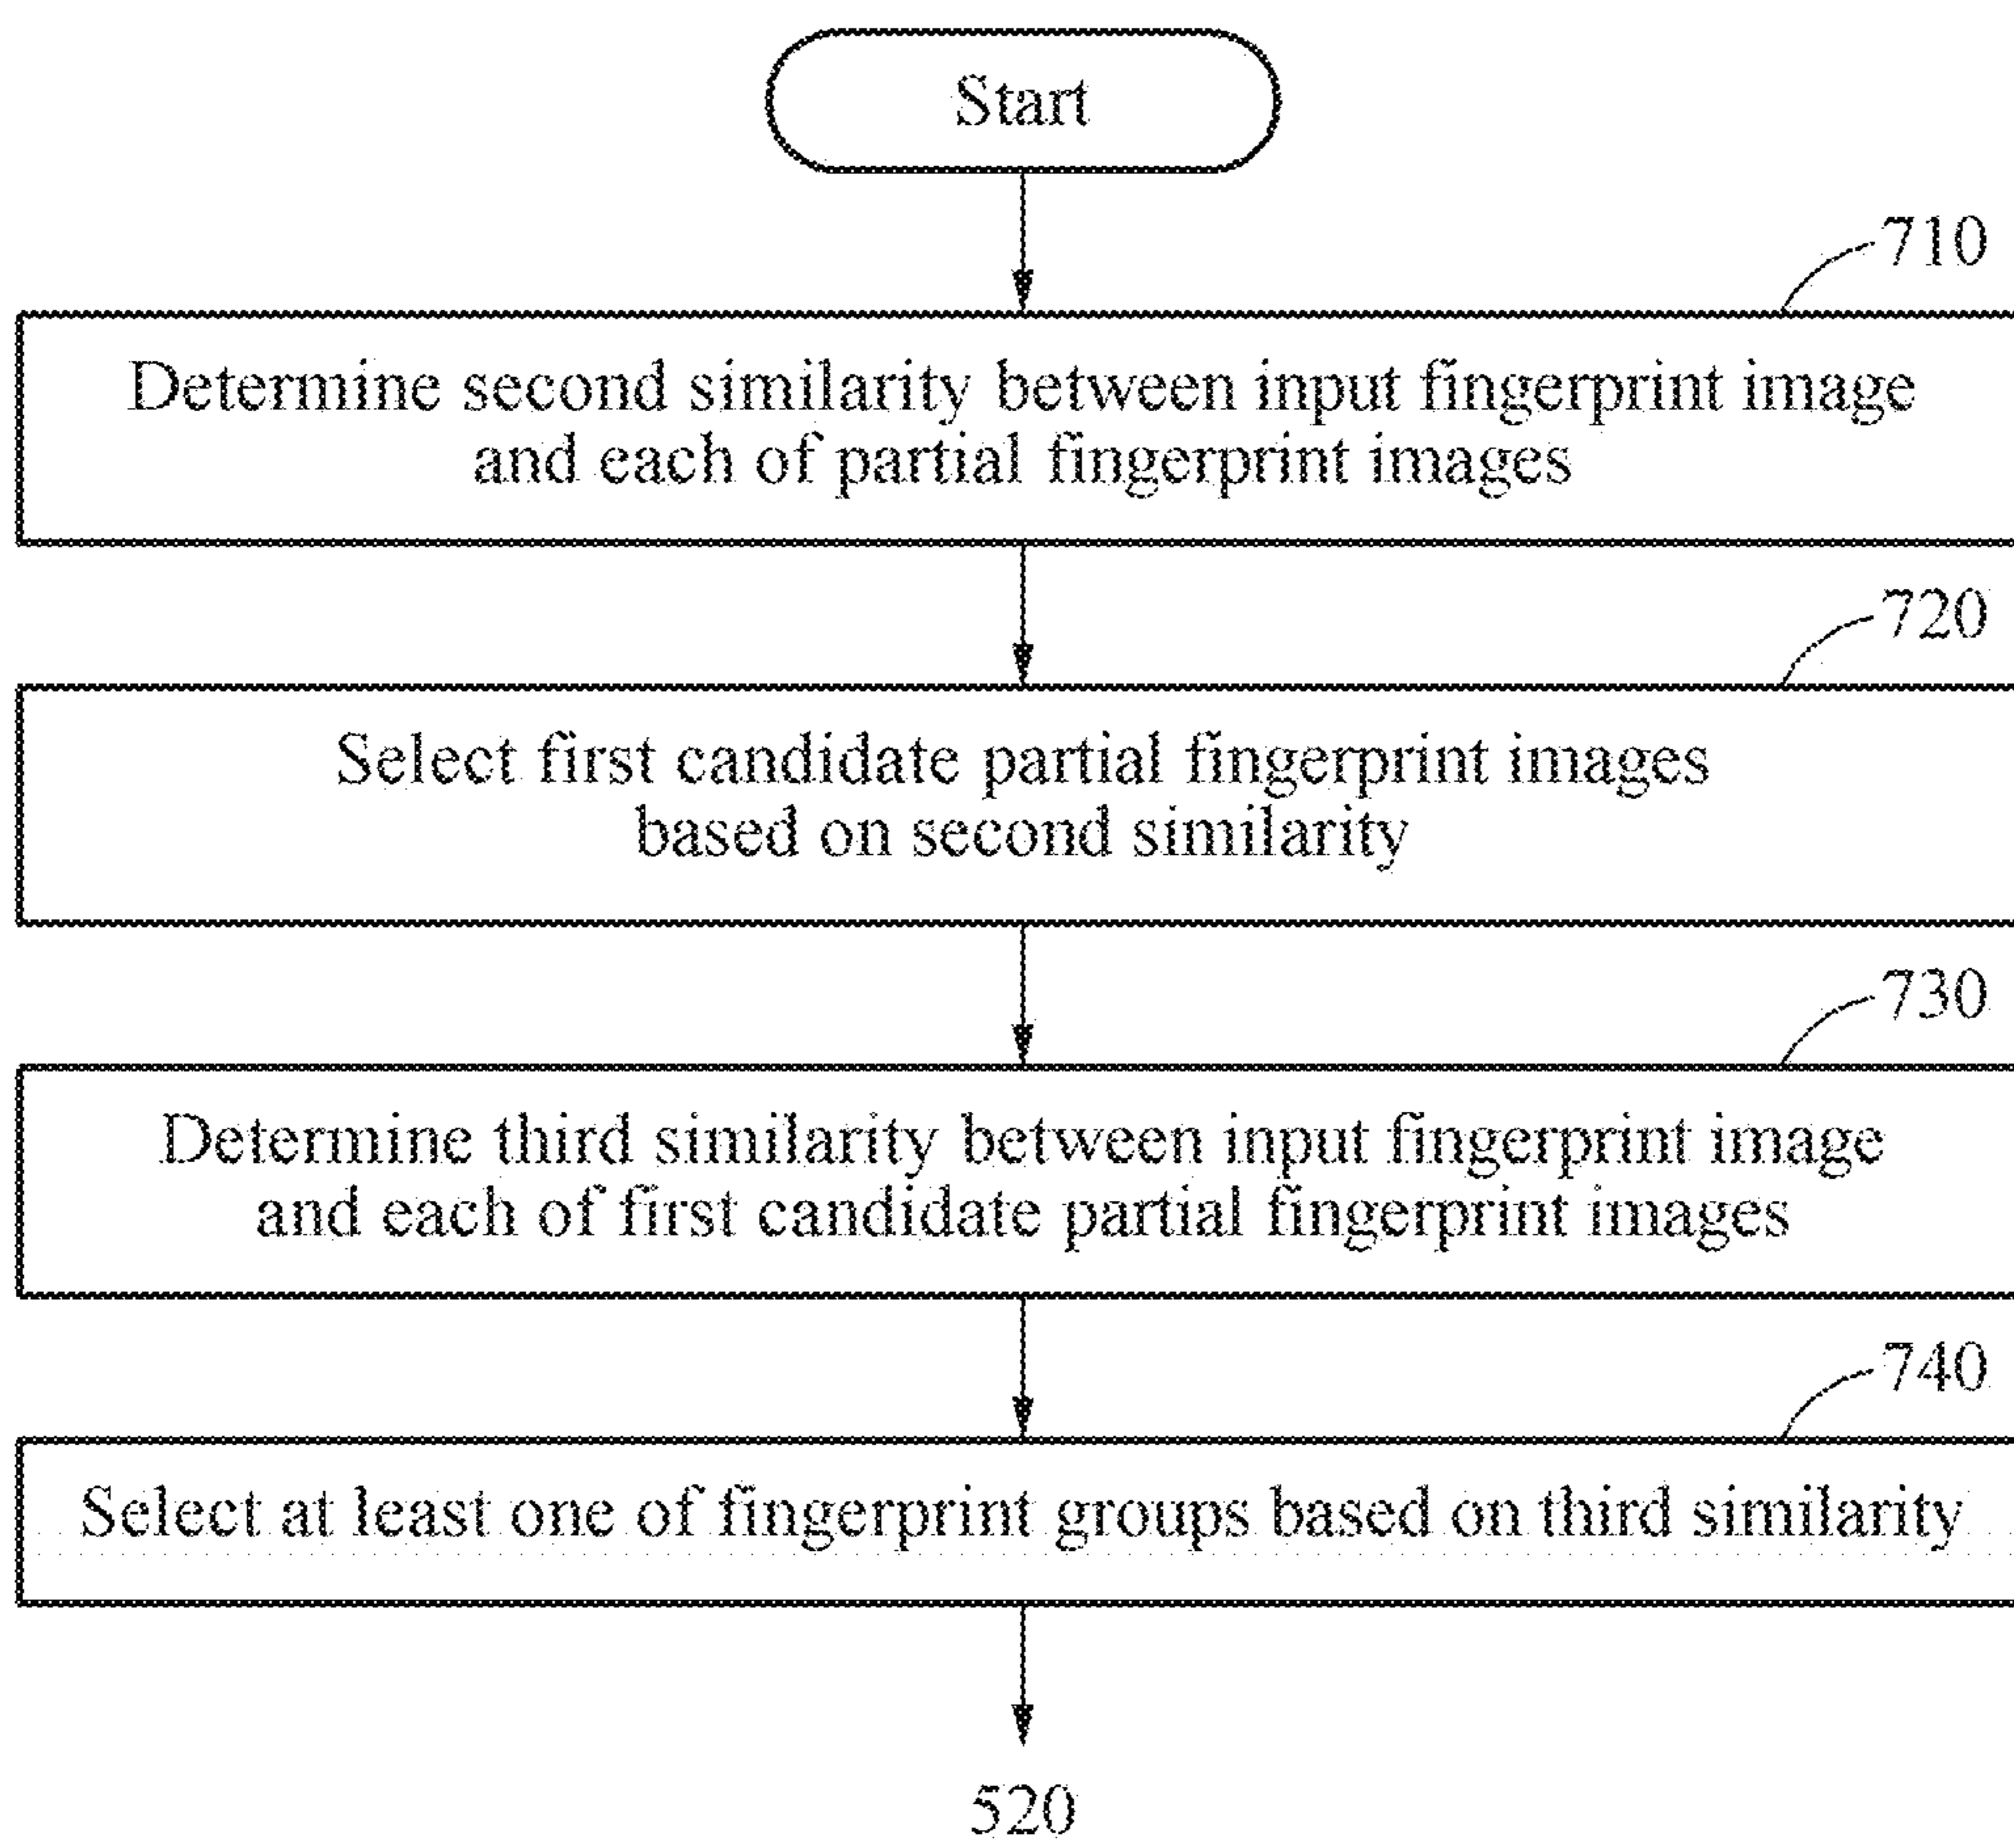 Start
710
Determine second similarity between input fingerprint image
and each of partial fingerprint images
720
Select first candidate partial fingerprint images
based on second similarity
730
Determine third similarity between input fingerprint image
and each of first candidate partial fingerprint images
740
Select at least one of fingerprint groups based on third similarity
520